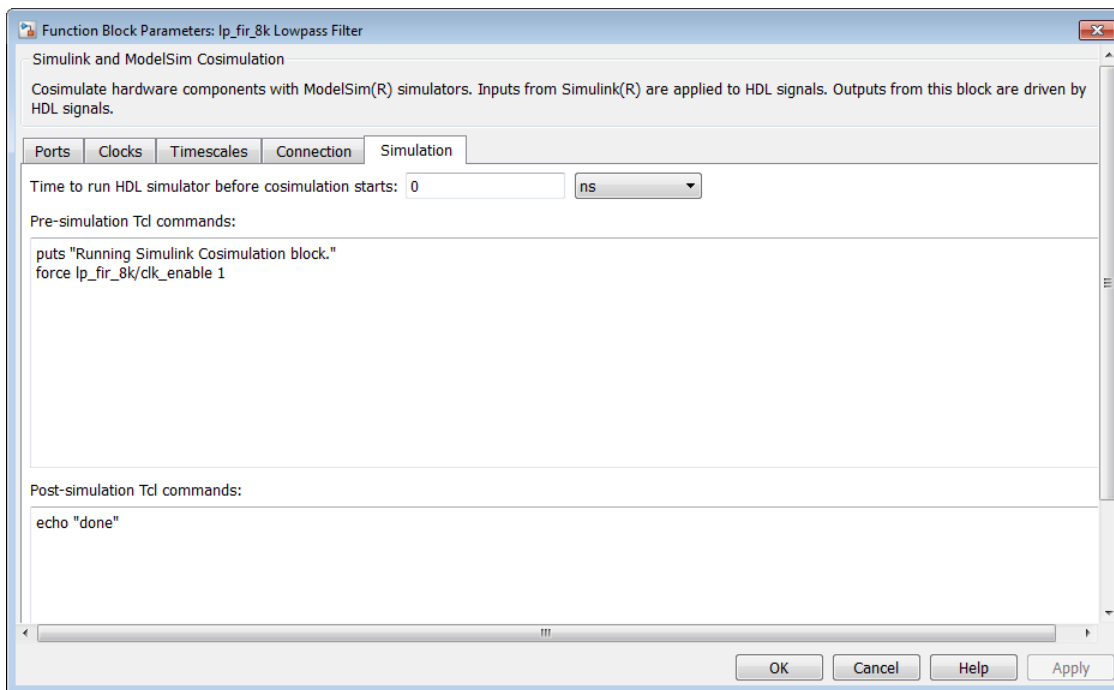 Function Block Parameters: lp_fir_8k Lowpass Filter
Simulink and ModelSim Cosimulation
Cosimulate hardware components with ModelSim(R) simulators. Inputs from Simulink(R) are applied to HDL signals. Outputs from this block are driven by
HDL signals.
Ports Clocks Timescales Connection Simulation
Time to run HDL simulator before cosimulation starts: 0 ns
Pre-simulation Tcl commands:
puts "Running Simulink Cosimulation block."
force lp_fir_8k/clk_enable 1
Post-simulation Tcl commands:
echo "done"
OK Cancel Help Apply